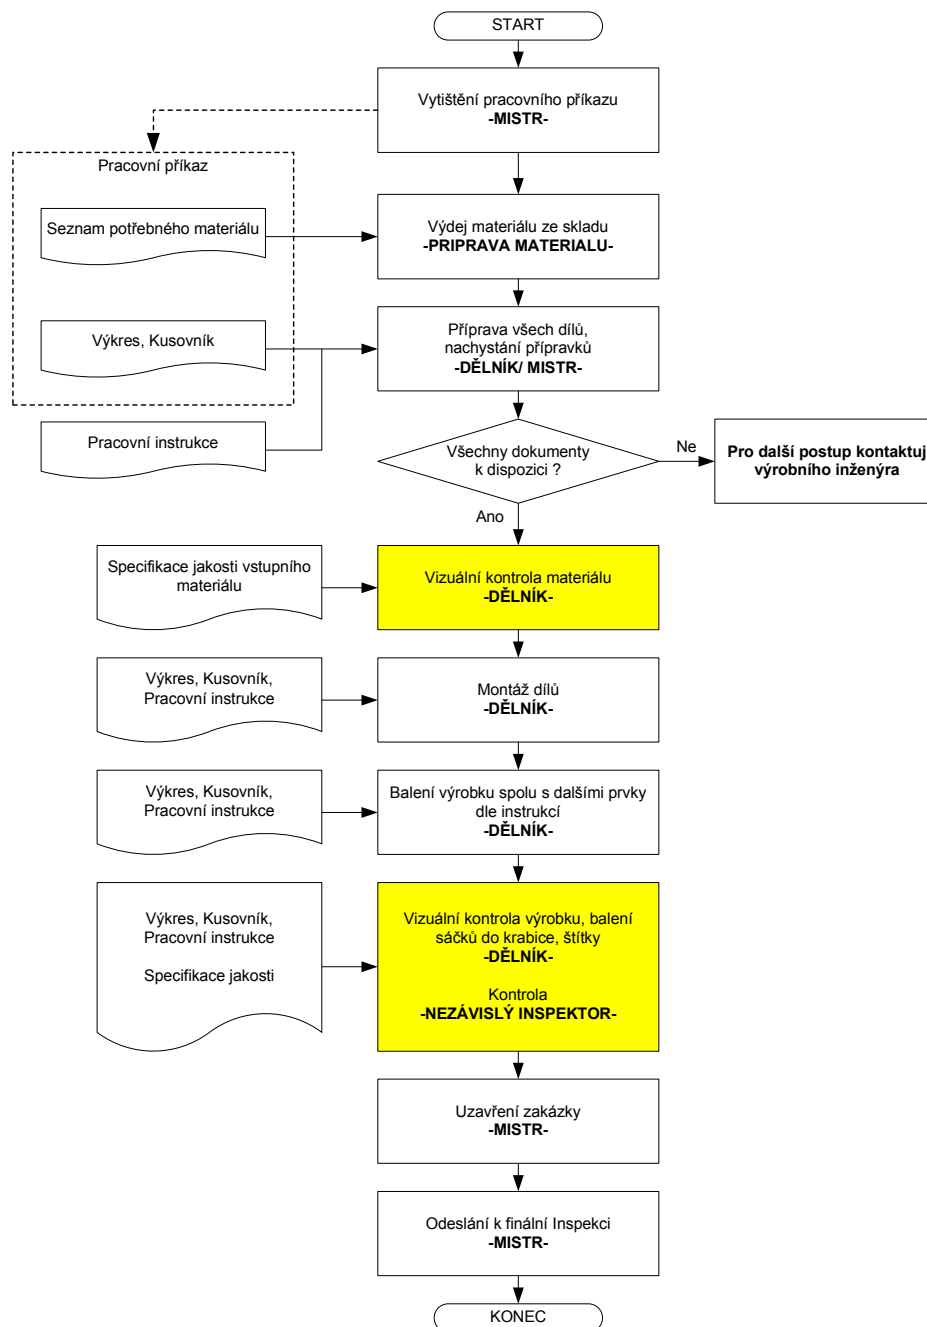 START
Vytištění pracovního příkazu
-MISTR-
Pracovní příkaz
Seznam potřebného materiálu
Výdej materiálu ze skladu
-PRIPRAVA MATERIALU-
Výkres, Kusovník
Příprava všech dílů,
nachystání přípravků
-DĚLNÍK/ MISTR-
Pracovní instrukce
Všechny dokumenty
k dispozici ?
Ne
Pro další postup kontaktuj
výrobního inženýra
Ano
Specifikace jakosti vstupního
materiálu
Vizuální kontrola materiálu
-DĚLNÍK-
Výkres, Kusovník,
Pracovní instrukce
Montáž dílů
-DĚLNÍK-
Výkres, Kusovník,
Pracovní instrukce
Balení výrobku spolu s dalšími prvky
dle instrukcí
-DĚLNÍK-
Výkres, Kusovník,
Pracovní instrukce
Specifikace jakosti
Vizuální kontrola výrobku, balení
sáčků do krabice, štítky
-DĚLNÍK-
Kontrola
-NEZÁVISLÝ INSPEKTOR-
Uzavření zakázky
-MISTR-
Odeslání k finální Inspekci
-MISTR-
KONEC